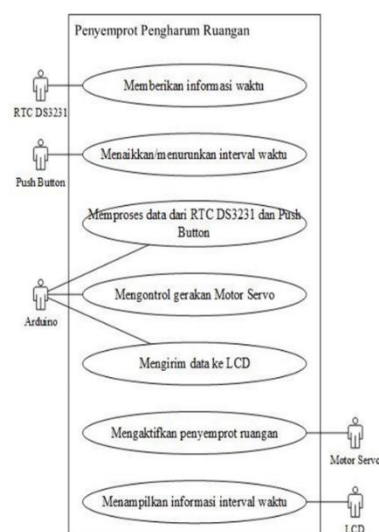 Penyemprot Pengharum Ruangan
Memberikan informasi waktu
RTC DS3231
Menaikkan/menurunkan interval waktu
Push Button
Memproses data dari RTC DS3231 dan Push
Button
Mengontrol gerakan Motor Servo
Arduino
Mengirim data ke LCD
Mengaktifkan penyemprot ruangan
Motor Servo
Menampilkan informasi interval waktu
LCD